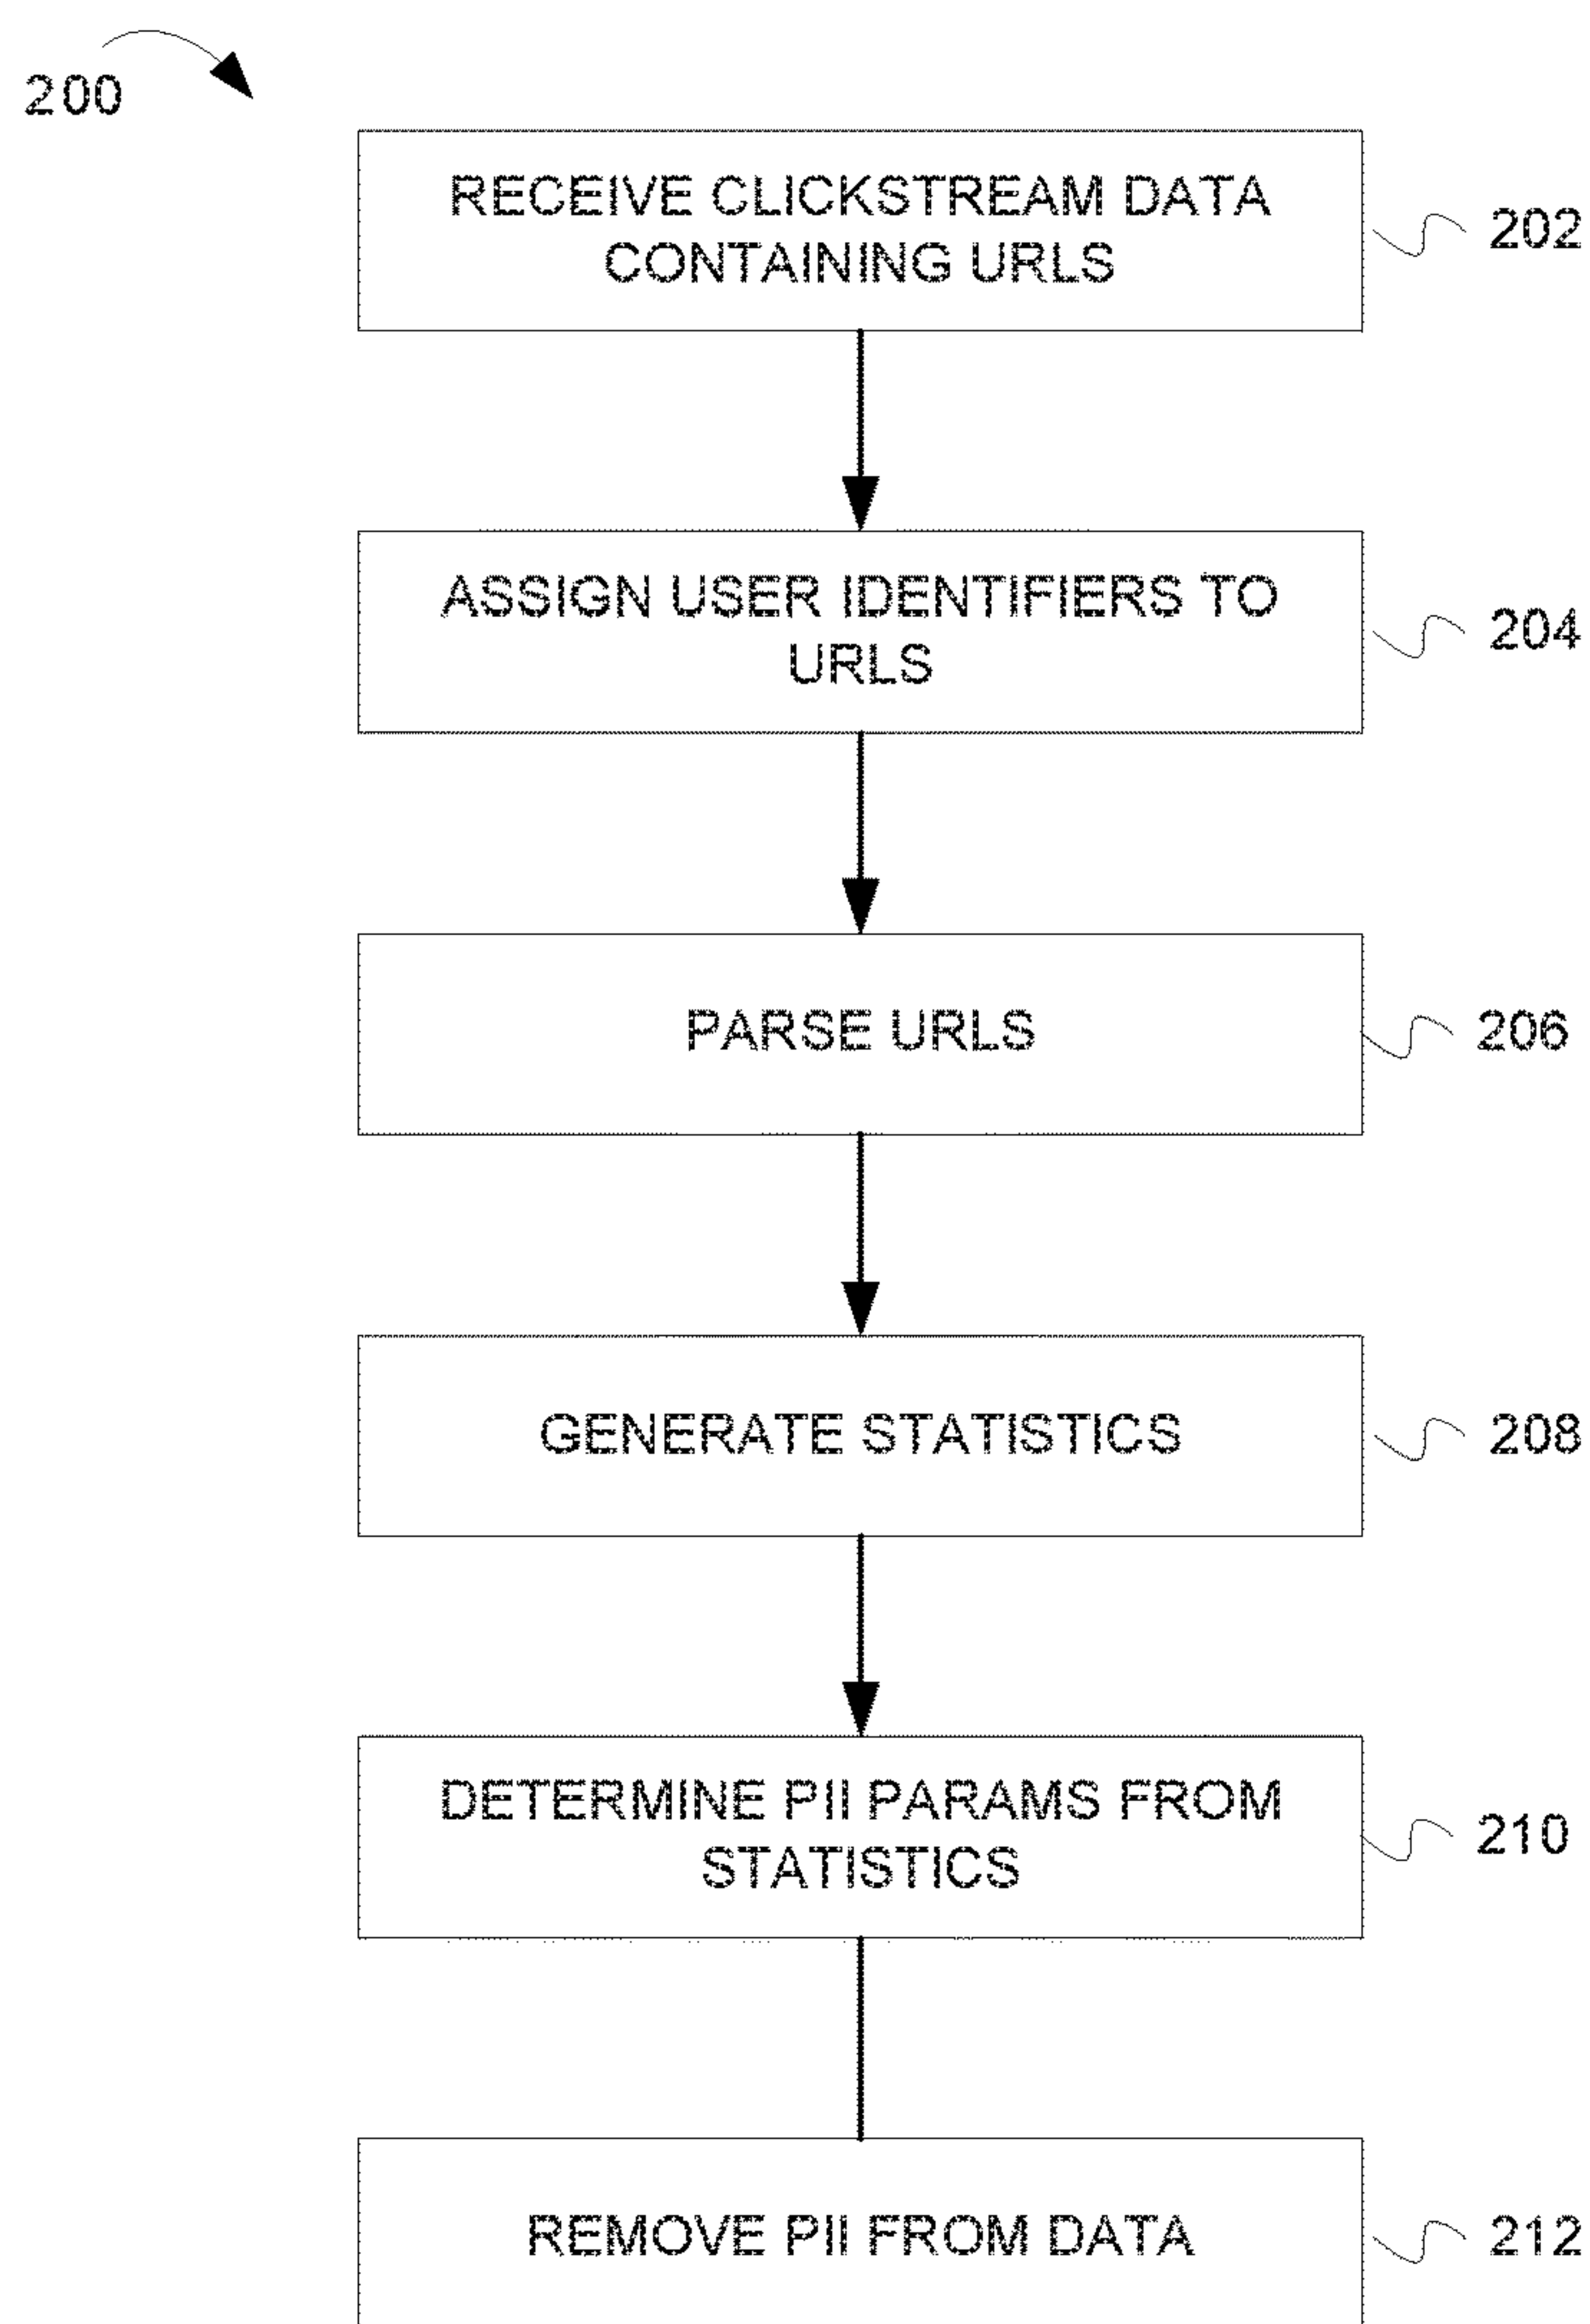 200
RECEIVE CLICKSTREAM DATA
CONTAINING URLS
202
ASSIGN USER IDENTIFIERS TO
URLS
204
PARSE URLS
206
GENERATE STATISTICS
208
DETERMINE PII PARAMS FROM
STATISTICS
210
REMOVE PII FROM DATA
212